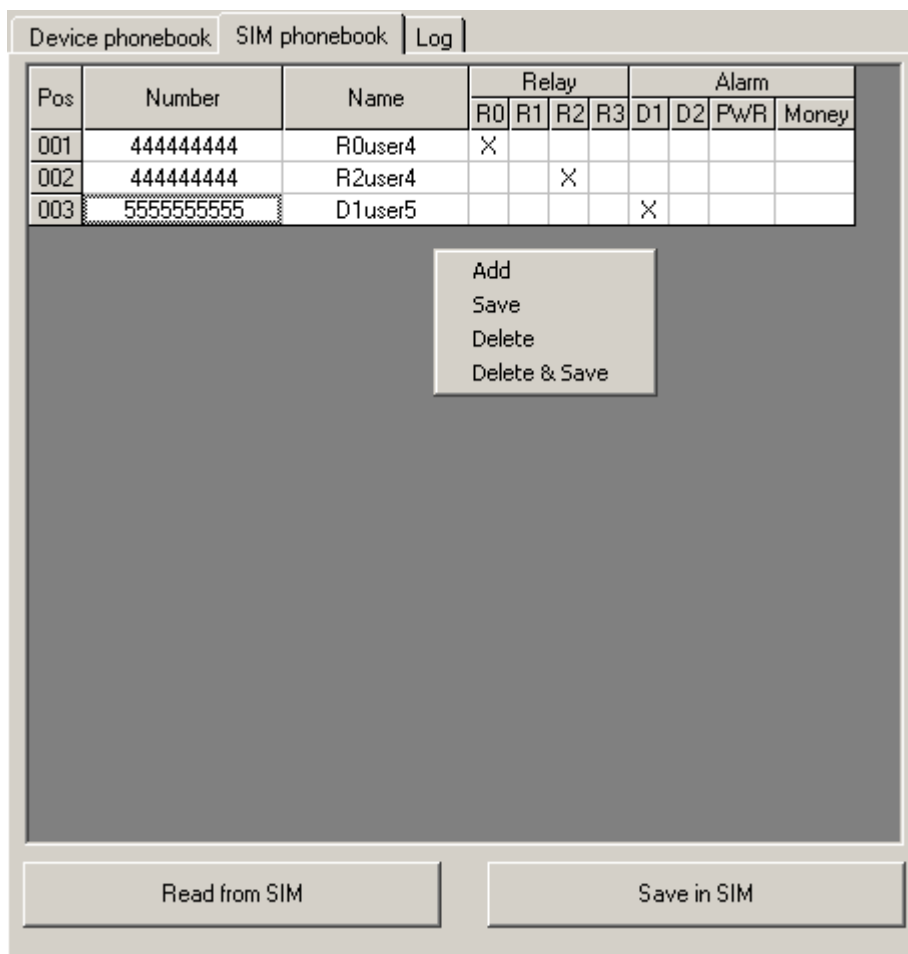 Device phonebook SIM phonebook Log
Pos Number Name Relay Alarm
R0 R1 R2 R3 D1 D2 PWR Money
001 444444444 R0user4 X
002 444444444 R2user4 X
003 5555555555 D1user5 X
Add
Save
Delete
Delete & Save
Read from SIM Save in SIM